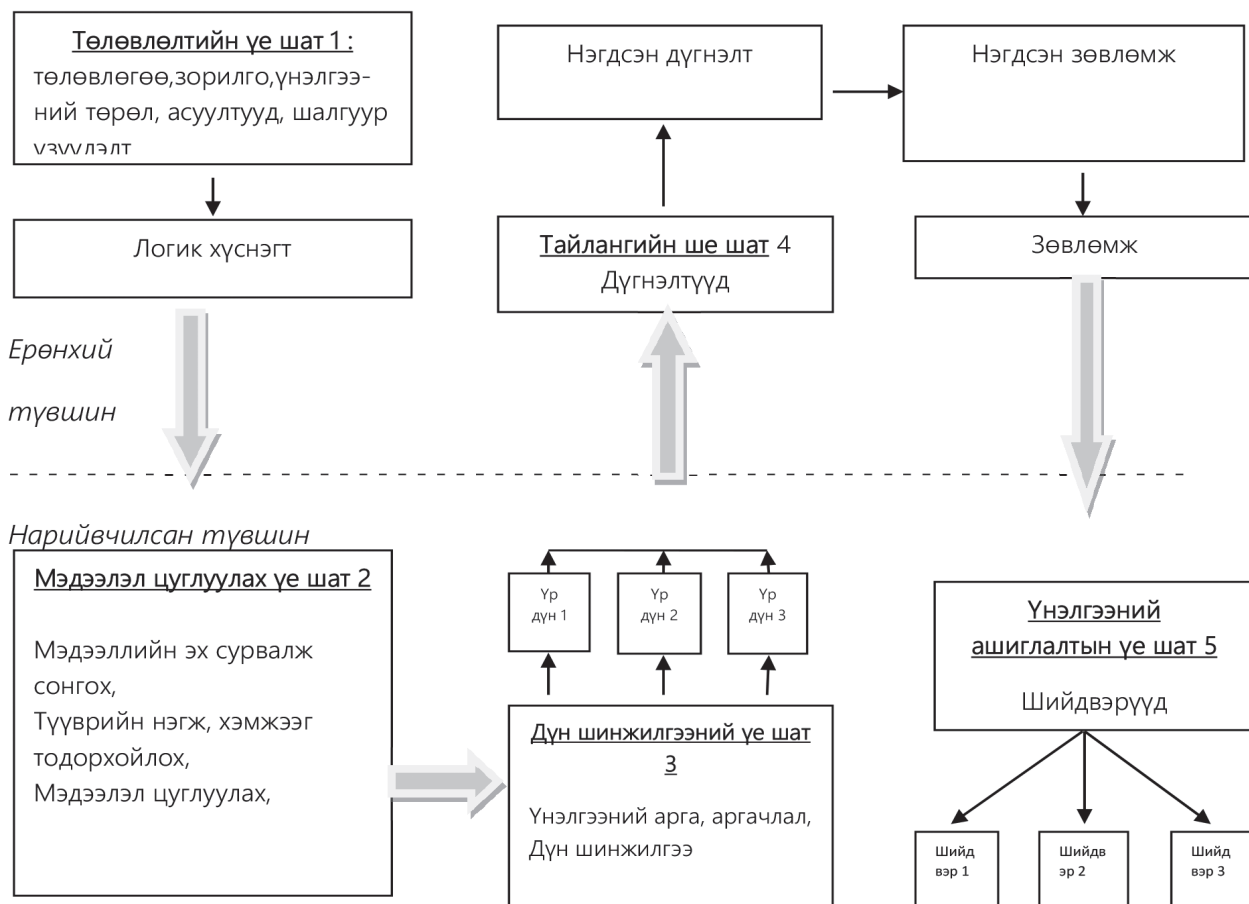 Төлөвлөлтийн үе шат 1 :
төлөвлөгөө,зорилго,үнэлгээ-
ний төрөл, асуултууд, шалгуур
үзүүлэлт
Логик хүснэгт
Нэгдсэн дүгнэлт
Нэгдсэн зөвлөмж
Тайлангийн ше шат 4
Дүгнэлтүүд
Зөвлөмж
Ерөнхий
түвшин
Нарийвчилсан түвшин
Мэдээлэл цуглуулах үе шат 2
Мэдээллийн эх сурвалж
сонгох,
Түүврийн нэгж, хэмжээг
тодорхойлох,
Мэдээлэл цуглуулах,
Үр
дүн 1
Үр
дүн 2
Үр
дүн 3
Дүн шинжилгээний үе шат
3
Үнэлгээний арга, аргачлал,
Дүн шинжилгээ
Үнэлгээний
ашиглалтын үе шат 5
Шийдвэрүүд
Шийд
вэр 1
Шийдв
эр 2
Шийд
вэр 3